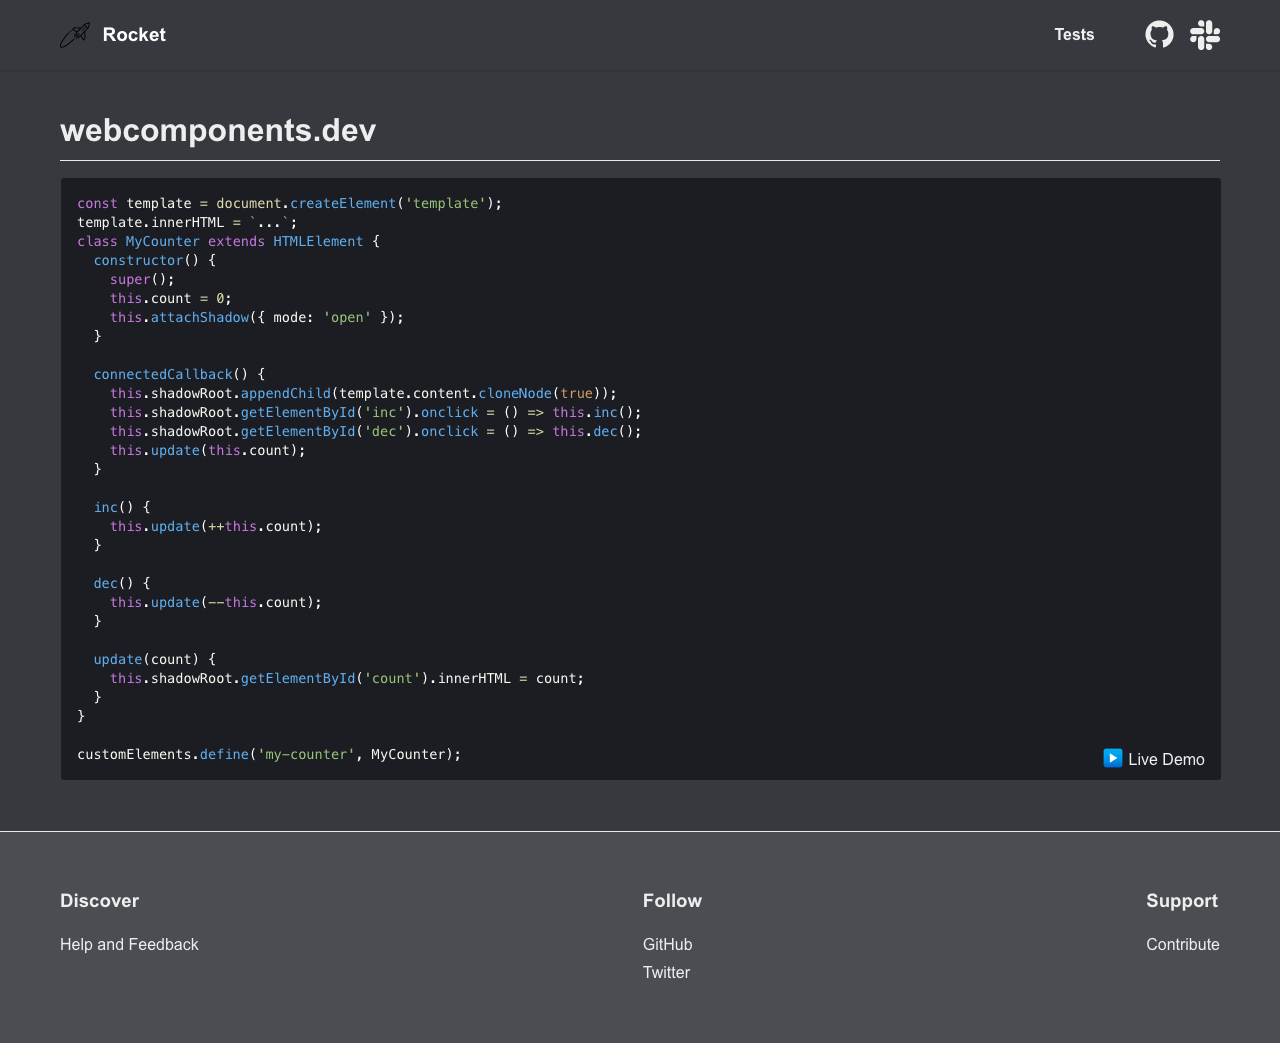 Rocket
Tests
webcomponents.dev
const template = document.createElement('template');
template.innerHTML = `...`;
class MyCounter extends HTMLElement {
  constructor() {
    super();
    this.count = 0;
    this.attachShadow({ mode: 'open' });
  }

  connectedCallback() {
    this.shadowRoot.appendChild(template.content.cloneNode(true));
    this.shadowRoot.getElementById('inc').onclick = () => this.inc();
    this.shadowRoot.getElementById('dec').onclick = () => this.dec();
    this.update(this.count);
  }

  inc() {
    this.update(++this.count);
  }

  dec() {
    this.update(--this.count);
  }

  update(count) {
    this.shadowRoot.getElementById('count').innerHTML = count;
  }
}

customElements.define('my-counter', MyCounter);
Live Demo
Discover
Help and Feedback
Follow
GitHub
Twitter
Support
Contribute